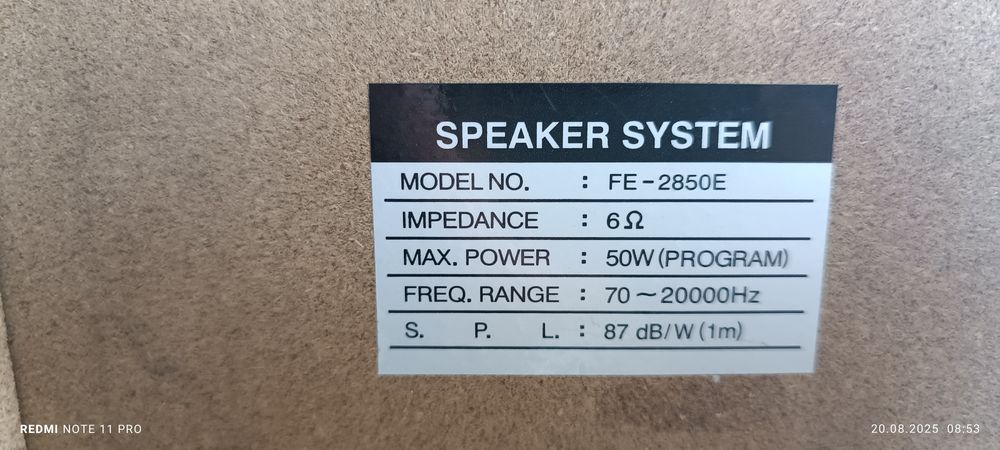 SPEAKER SYSTEM
MODEL NO. : FE-2850E
IMPEDANCE : 6Ω
MAX. POWER : 50W (PROGRAM)
FREQ. RANGE : 70~20000Hz
S. P. L. : 87 dB/W (1m)
REDMI NOTE 11 PRO
20.08.2025 08:53